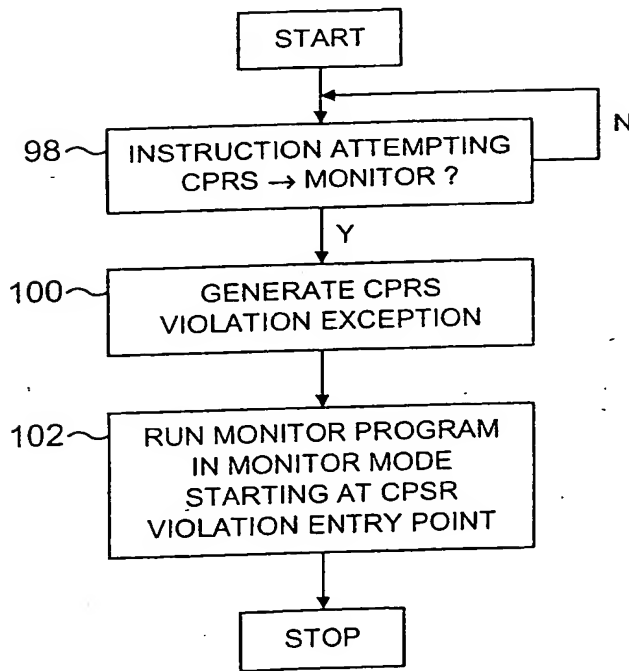 START
N
98
INSTRUCTION ATTEMPTING
CPRS → MONITOR ?
Y
100
GENERATE CPRS
VIOLATION EXCEPTION
102
RUN MONITOR PROGRAM
IN MONITOR MODE
STARTING AT CPSR
VIOLATION ENTRY POINT
STOP